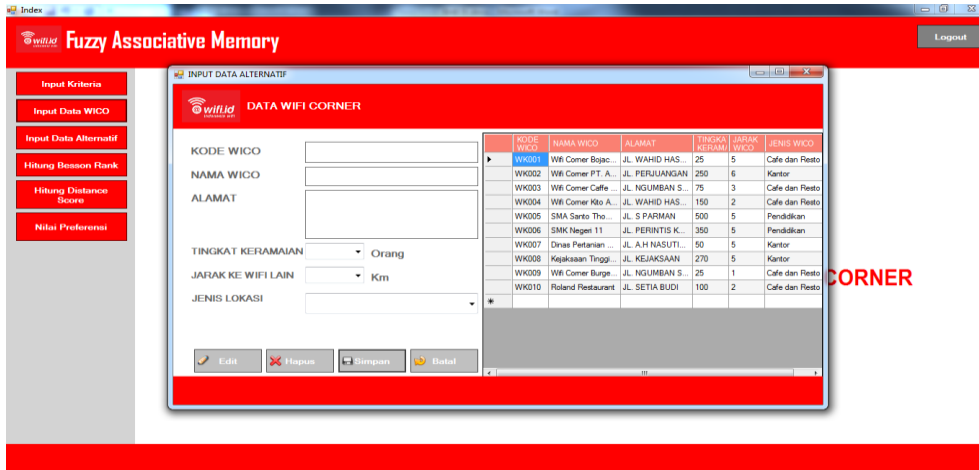 Index
wifi.id Fuzzy Associative Memory
Logout
Input Kriteria
Input Data WICO
Input Data Alternatif
Hitung Besson Rank
Hitung Distance
Score
Nilai Preferensi
INPUT DATA ALTERNATIF
wifi.id DATA WIFI CORNER
KODE WICO
NAMA WICO
ALAMAT
TINGKAT KERAMAIAN Orang
JARAK KE WIFI LAIN Km
JENIS LOKASI
Edit Hapus Simpan Batal
KODE WICO NAMA WICO ALAMAT TINGKA KERAM JARAK WICO JENIS WICO
WK001 Wifi Corner Bojac... JL. WAHID HAS... 25 5 Cafe dan Resto
WK002 Wifi Corner PT. A... JL. PERJUANGAN 250 6 Kantor
WK003 Wifi Corner Caffe ... JL. NGUMBAN S... 75 3 Cafe dan Resto
WK004 Wifi Corner Kito A... JL. WAHID HAS... 150 2 Cafe dan Resto
WK005 SMA Santo Tho... JL. S PARMAN 500 5 Pendidikan
WK006 SMK Negeri 11 JL. PERINTIS K... 350 5 Pendidikan
WK007 Dinas Pertanian ... JL. A.H NASUTI... 50 5 Kantor
WK008 Kejaksaan Tinggi... JL. KEJAKSAAN 270 5 Kantor
WK009 Wifi Corner Burge... JL. NGUMBAN S... 25 1 Cafe dan Resto
WK010 Roland Restaurant JL. SETIA BUDI 100 2 Cafe dan Resto
CORNER